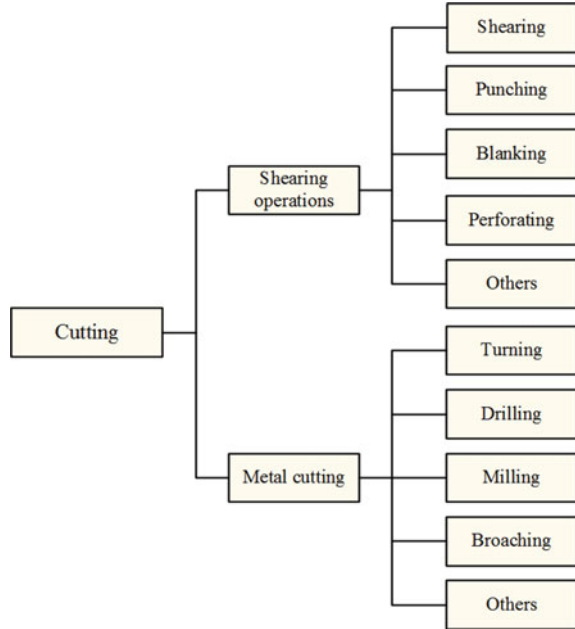 Shearing
Punching
Blanking
Shearing
operations
Perforating
Others
Cutting
Turning
Drilling
Metal cutting
Milling
Broaching
Others